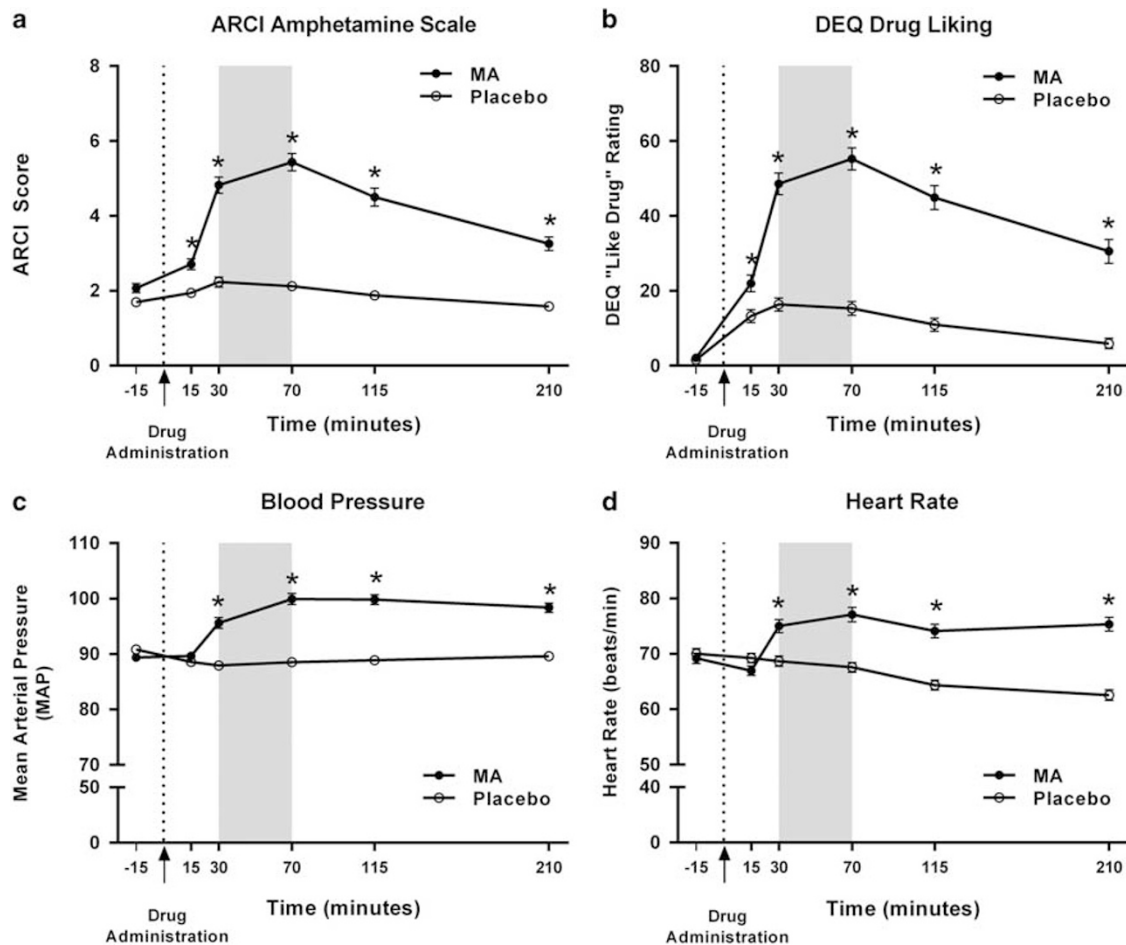 a
ARCI Amphetamine Scale
8
6
4
2
0
ARCI Score
MA
Placebo
*
*
*
*
*
-15
15
30
70
115
210
Time (minutes)
Drug
Administration
b
DEQ Drug Liking
80
60
40
20
0
DEQ "Like Drug" Rating
MA
Placebo
*
*
*
*
*
-15
15
30
70
115
210
Time (minutes)
Drug
Administration
c
Blood Pressure
110
100
90
80
70
50
0
Mean Arterial Pressure
(MAP)
*
*
*
*
MA
Placebo
-15
15
30
70
115
210
Time (minutes)
Drug
Administration
d
Heart Rate
90
80
70
60
50
40
0
Heart Rate (beats/min)
*
*
*
*
MA
Placebo
-15
15
30
70
115
210
Time (minutes)
Drug
Administration